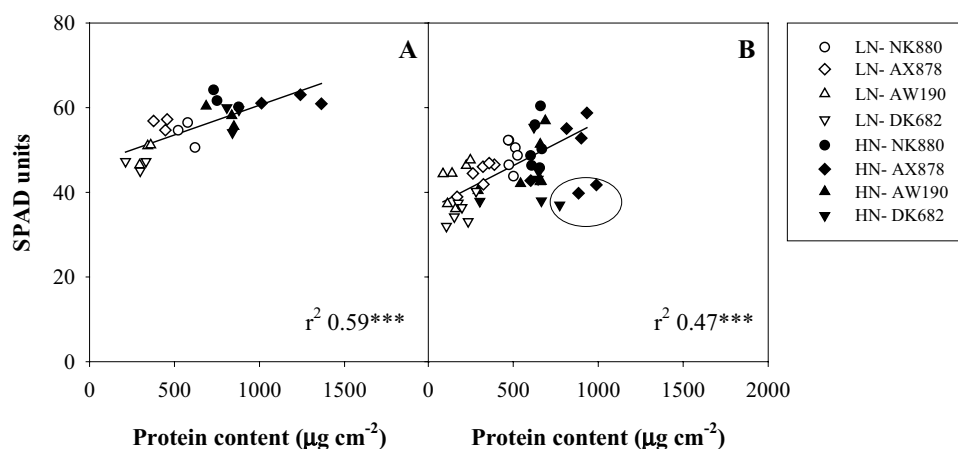 80
60
40
20
0
SPAD units
A
r² 0.59***
B
r² 0.47***
0 500 1000 1500 0 500 1000 1500 2000
Protein content (µg cm⁻²) Protein content (µg cm⁻²)
LN- NK880
LN- AX878
LN- AW190
LN- DK682
HN- NK880
HN- AX878
HN- AW190
HN- DK682